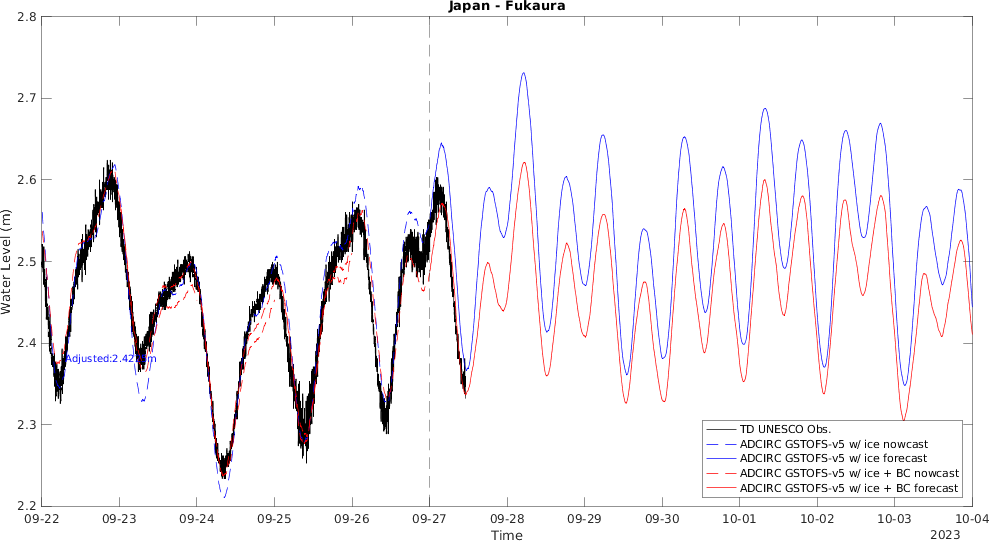 Japan - Fukaura
Water Level (m)
2.8
2.7
2.6
2.5
2.4
2.3
2.2
TD UNESCO Obs.
ADCIRC GSTOFS-v5 w/ ice nowcast
ADCIRC GSTOFS-v5 w/ ice forecast
ADCIRC GSTOFS-v5 w/ ice + BC nowcast
ADCIRC GSTOFS-v5 w/ ice + BC forecast
09-22 09-23 09-24 09-25 09-26 09-27 09-28 09-29 09-30 10-01 10-02 10-03 10-04
Time
2023